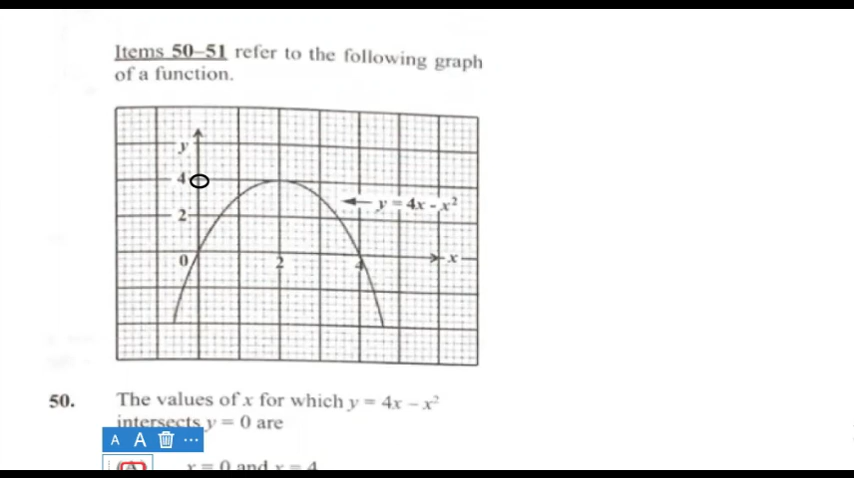 Items 50–51 refer to the following graph
of a function.
y
4
y = 4x - x²
2
0
2
4
x
50. The values of x for which y = 4x – x²
intersects y = 0 are
A A ...
(A) x = 0 and x = 4